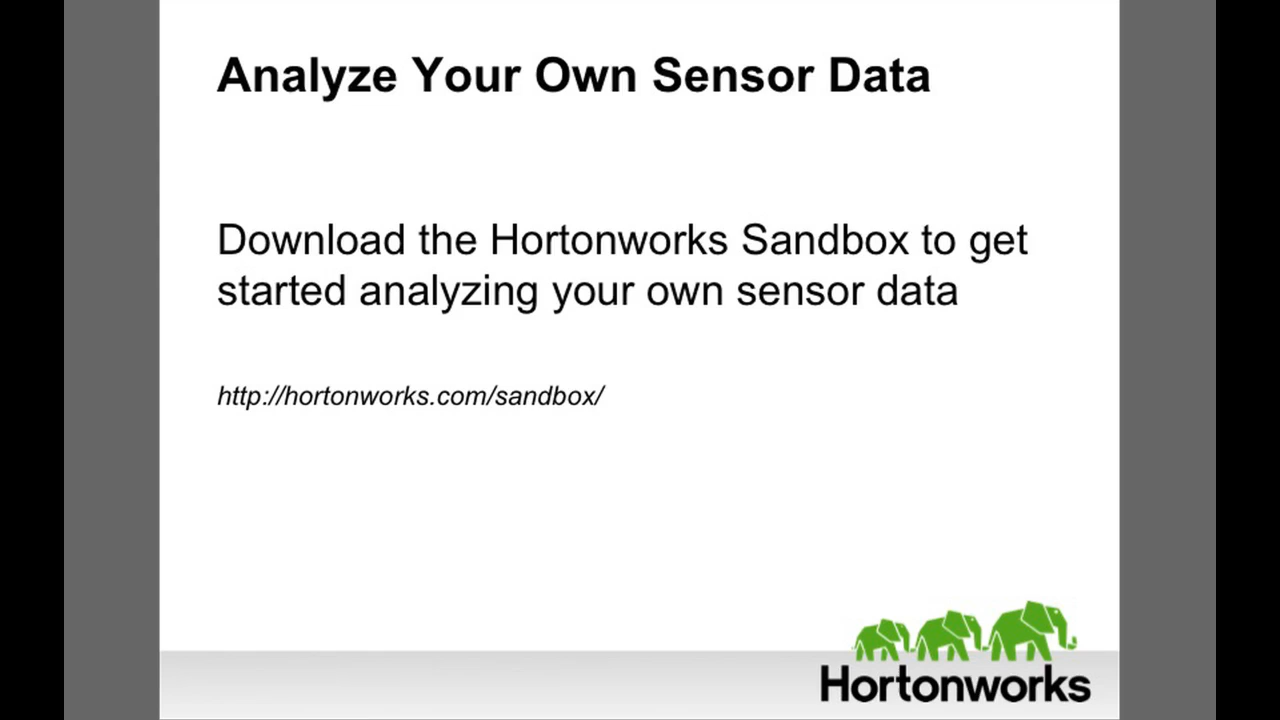 Analyze Your Own Sensor Data
Download the Hortonworks Sandbox to get
started analyzing your own sensor data
http://hortonworks.com/sandbox/
Hortonworks